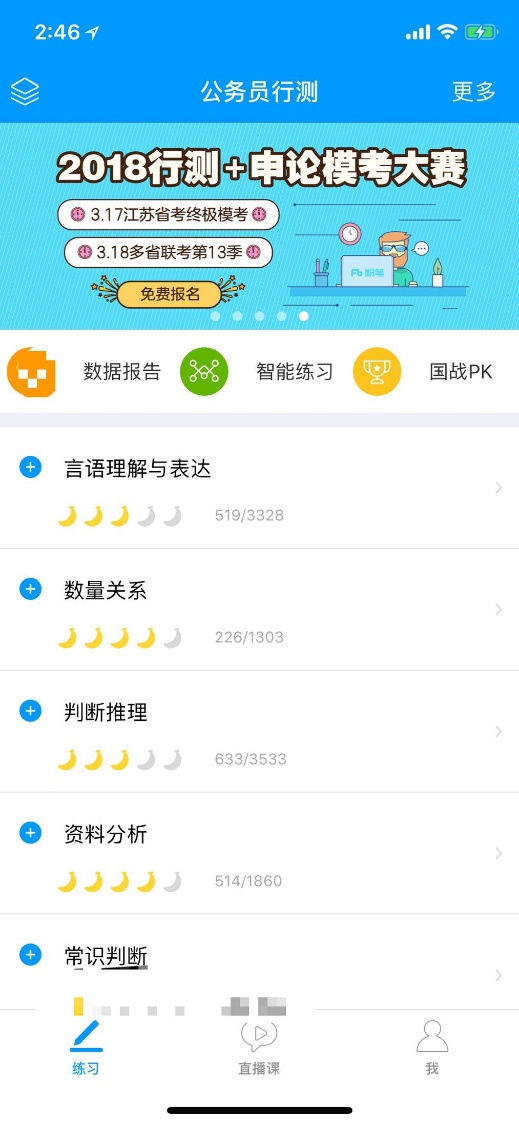 2:46
公务员行测
更多
2018行测+申论模考大赛
3.17江苏省考终极模考
3.18多省联考第13季
免费报名
Fb 粉笔
数据报告
智能练习
国战PK
言语理解与表达
519/3328
数量关系
226/1303
判断推理
633/3533
资料分析
514/1860
常识判断
练习
直播课
我